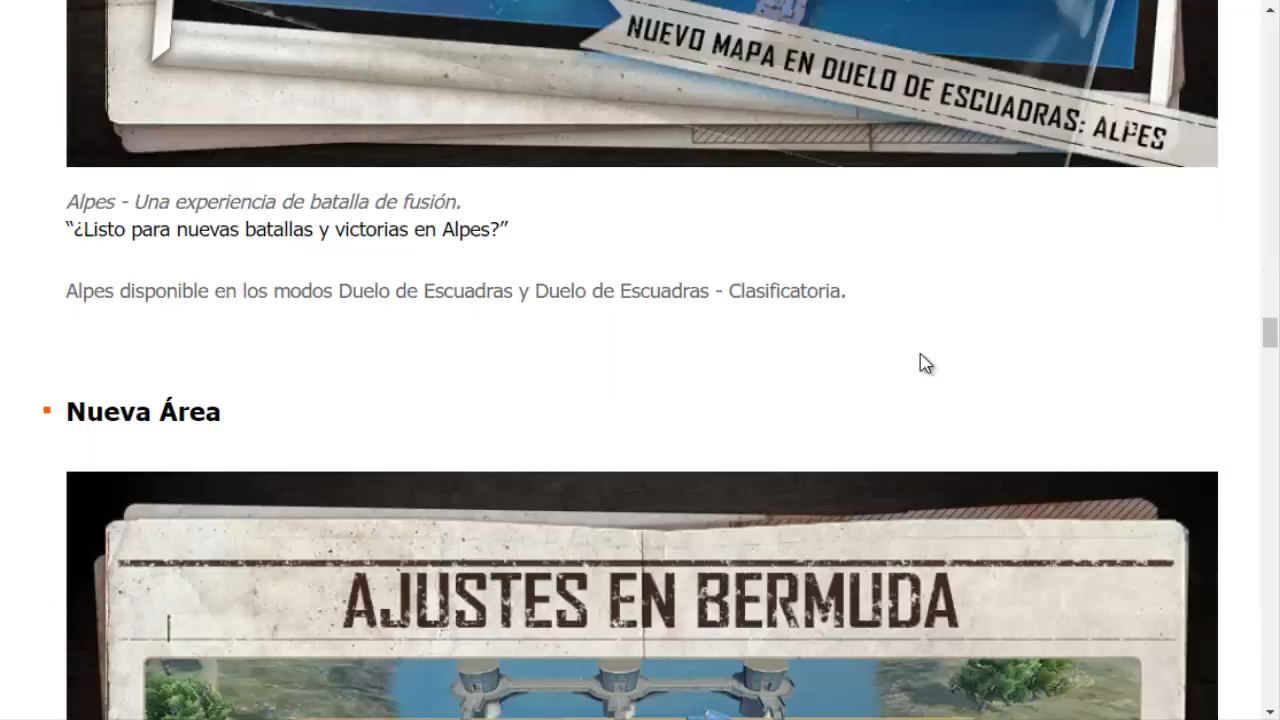 NUEVO MAPA EN DUELO DE ESCUADRAS: ALPES
Alpes - Una experiencia de batalla de fusión.
“¿Listo para nuevas batallas y victorias en Alpes?”
Alpes disponible en los modos Duelo de Escuadras y Duelo de Escuadras - Clasificatoria.
Nueva Área
AJUSTES EN BERMUDA